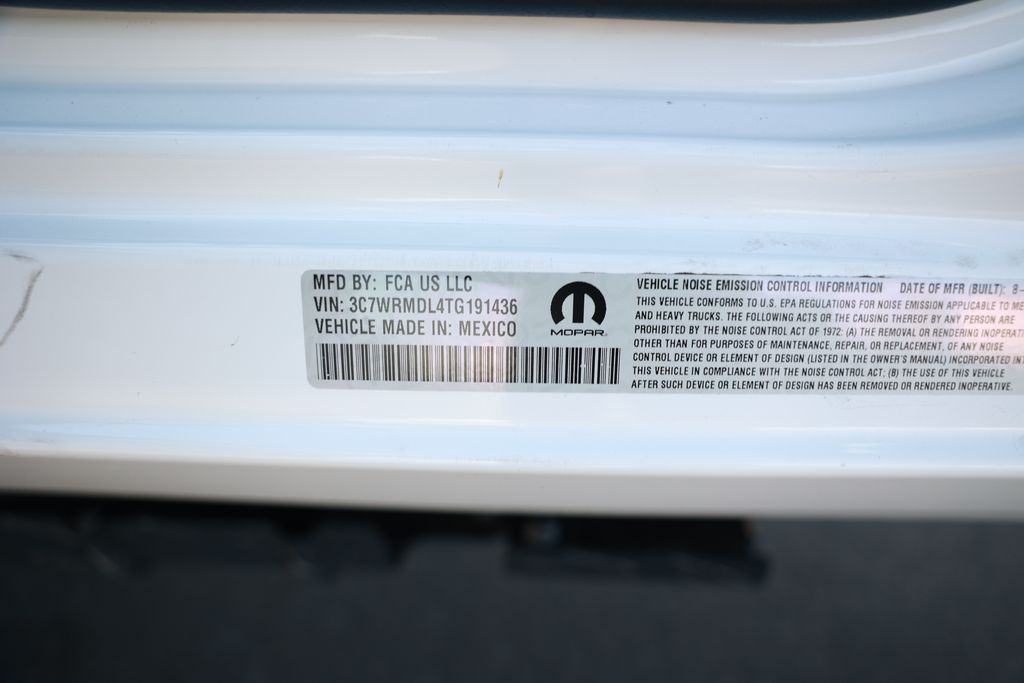 MFD BY: FCA US LLC
VIN: 3C7WRMDL4TG191436
VEHICLE MADE IN: MEXICO
MOPAR
VEHICLE NOISE EMISSION CONTROL INFORMATION DATE OF MFR (BUILT): 8-
THIS VEHICLE CONFORMS TO U.S. EPA REGULATIONS FOR NOISE EMISSION APPLICABLE TO ME
AND HEAVY TRUCKS. THE FOLLOWING ACTS OR THE CAUSING THEREOF BY ANY PERSON ARE
PROHIBITED BY THE NOISE CONTROL ACT OF 1972: (A) THE REMOVAL OR RENDERING INOPERATI
OTHER THAN FOR PURPOSES OF MAINTENANCE, REPAIR, OR REPLACEMENT, OF ANY NOISE
CONTROL DEVICE OR ELEMENT OF DESIGN (LISTED IN THE OWNER'S MANUAL) INCORPORATED INT
THIS VEHICLE IN COMPLIANCE WITH THE NOISE CONTROL ACT; (B) THE USE OF THIS VEHICLE
AFTER SUCH DEVICE OR ELEMENT OF DESIGN HAS BEEN REMOVED OR RENDERED INOPERATIVE.